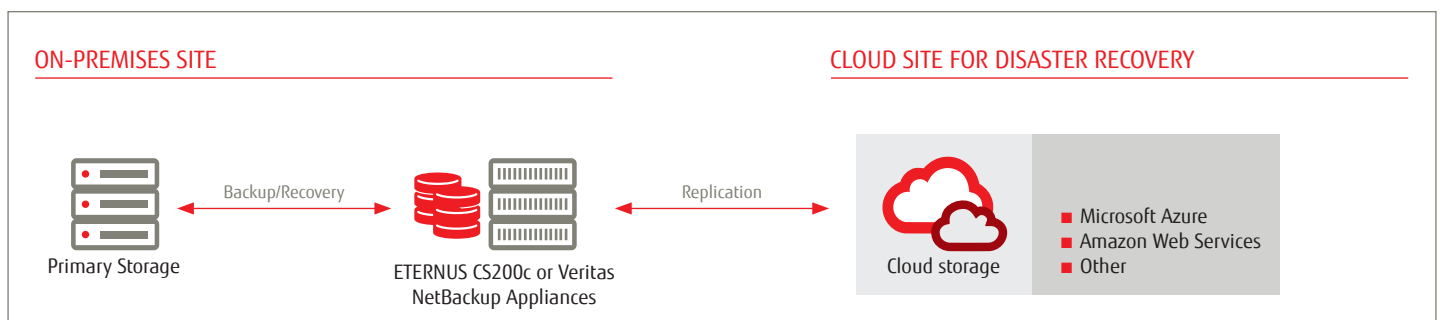 ON-PREMISES SITE
CLOUD SITE FOR DISASTER RECOVERY
Backup/Recovery
Replication
Primary Storage
ETERNUS CS200c or Veritas
NetBackup Appliances
Cloud storage
Microsoft Azure
Amazon Web Services
Other